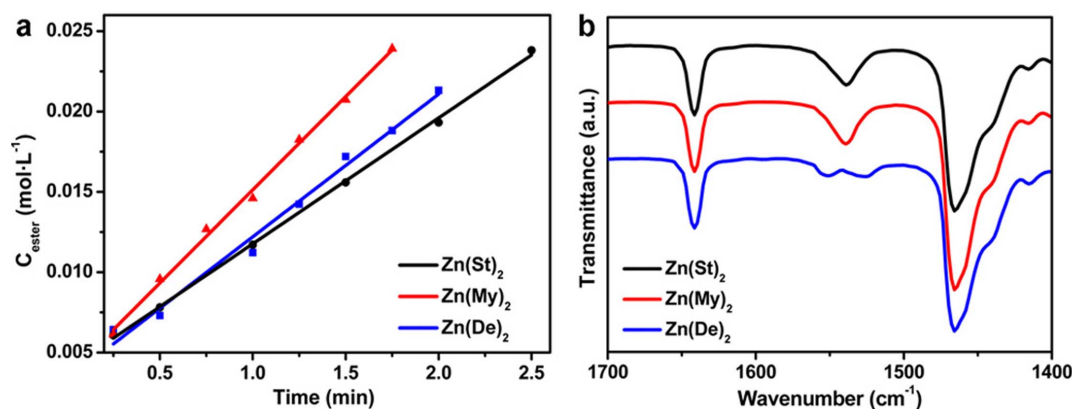 a
0.025
0.020
0.015
0.010
0.005
C_ester (mol·L⁻¹)
0.5 1.0 1.5 2.0 2.5
Time (min)
Zn(St)₂
Zn(My)₂
Zn(De)₂
b
Transmittance (a.u.)
1700 1600 1500 1400
Wavenumber (cm⁻¹)
Zn(St)₂
Zn(My)₂
Zn(De)₂